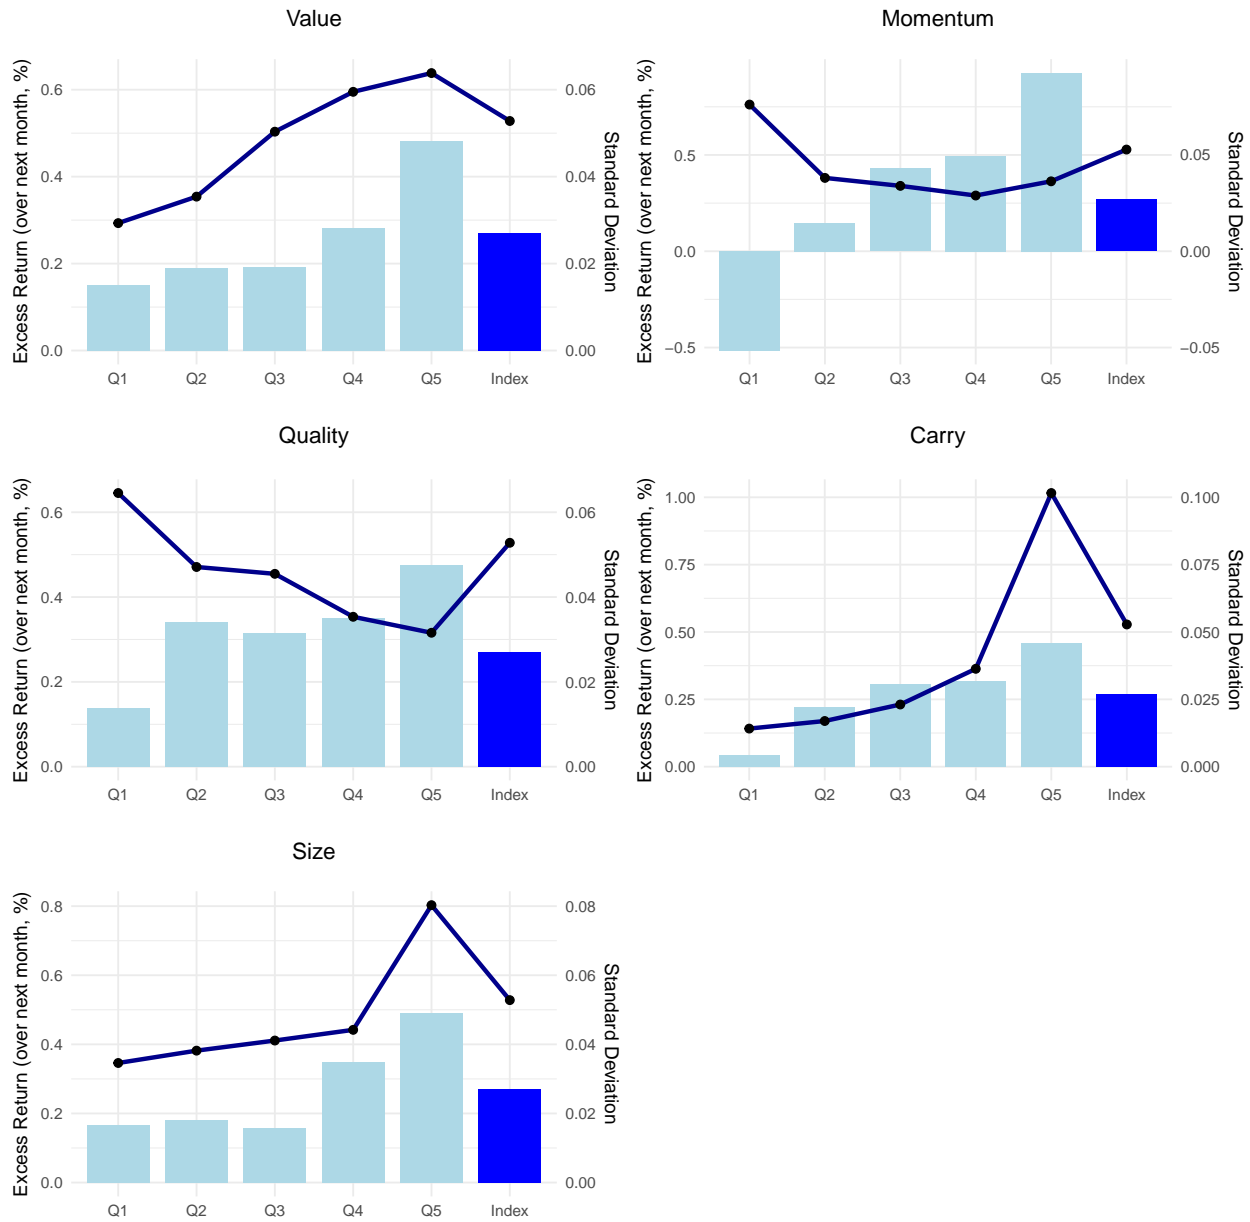 Value
Excess Return (over next month, %)
0.6
0.4
0.2
0.0
0.06
0.04
0.02
0.00
Standard Deviation
Q1 Q2 Q3 Q4 Q5 Index
Momentum
Excess Return (over next month, %)
0.5
0.0
−0.5
0.05
0.00
−0.05
Standard Deviation
Q1 Q2 Q3 Q4 Q5 Index
Quality
Excess Return (over next month, %)
0.6
0.4
0.2
0.0
0.06
0.04
0.02
0.00
Standard Deviation
Q1 Q2 Q3 Q4 Q5 Index
Carry
Excess Return (over next month, %)
1.00
0.75
0.50
0.25
0.00
0.100
0.075
0.050
0.025
0.000
Standard Deviation
Q1 Q2 Q3 Q4 Q5 Index
Size
Excess Return (over next month, %)
0.8
0.6
0.4
0.2
0.0
0.08
0.06
0.04
0.02
0.00
Standard Deviation
Q1 Q2 Q3 Q4 Q5 Index